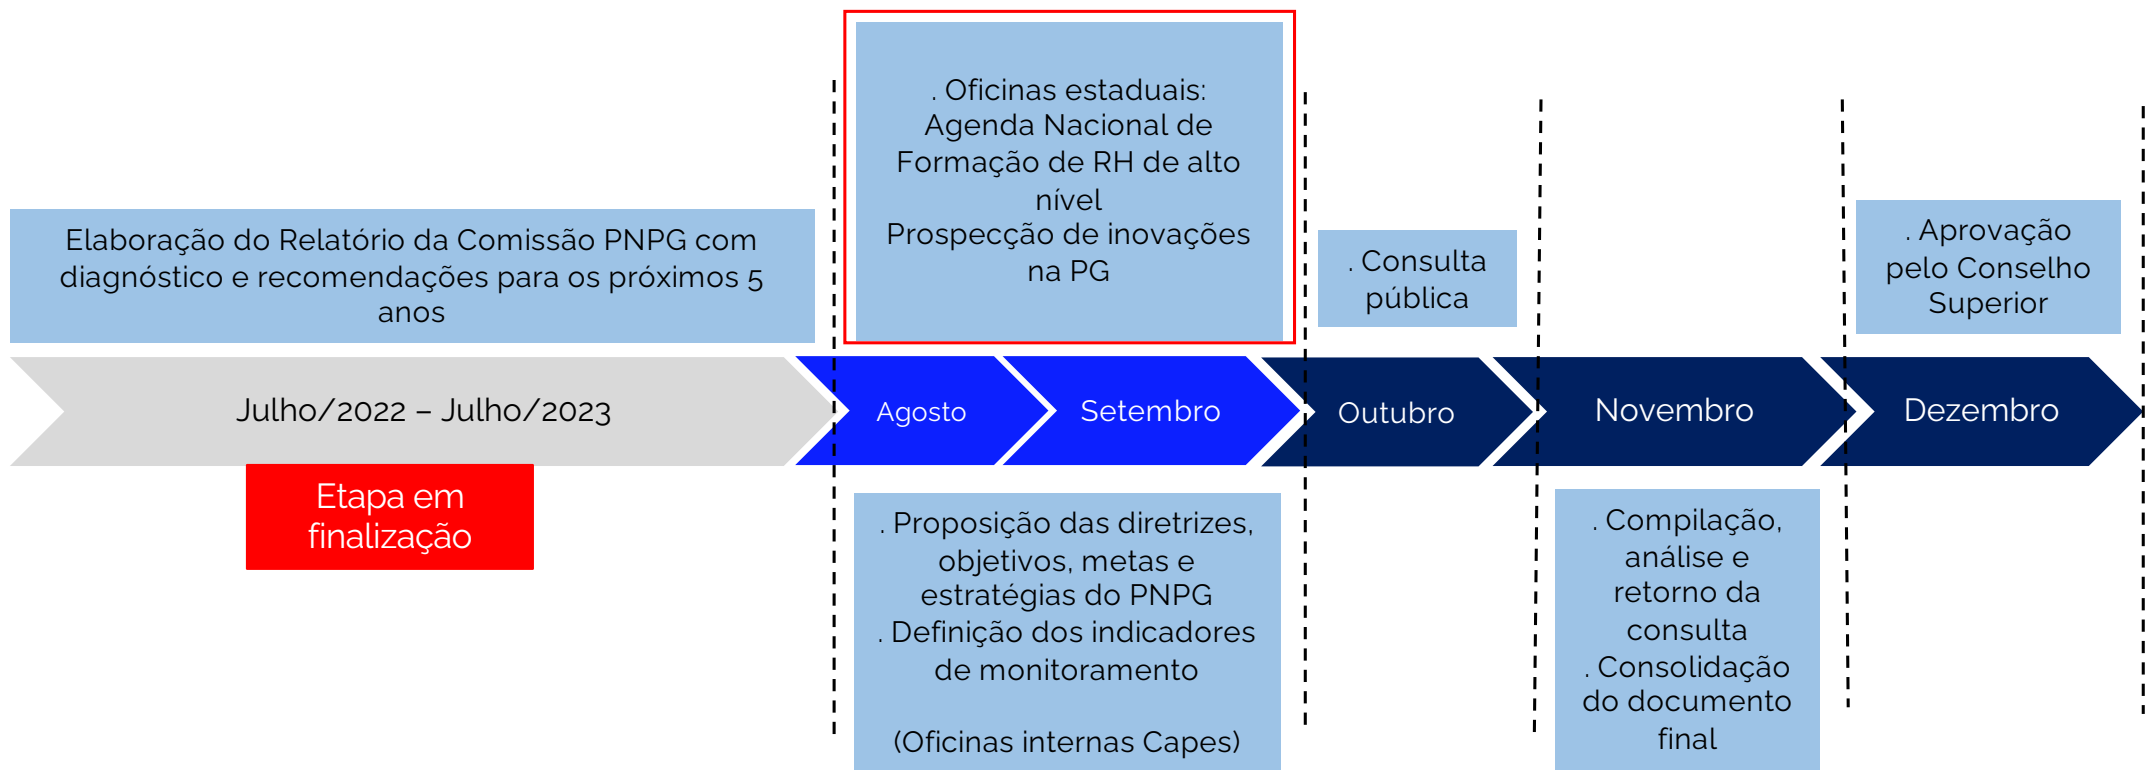 . Oficinas estaduais:
Agenda Nacional de
Formação de RH de alto
nível
Prospecção de inovações
na PG
Elaboração do Relatório da Comissão PNPG com
diagnóstico e recomendações para os próximos 5
anos
. Consulta
pública
. Aprovação
pelo Conselho
Superior
Julho/2022 – Julho/2023
Agosto
Setembro
Outubro
Novembro
Dezembro
Etapa em
finalização
. Proposição das diretrizes,
objetivos, metas e
estratégias do PNPG
. Definição dos indicadores
de monitoramento
(Oficinas internas Capes)
. Compilação,
análise e
retorno da
consulta
. Consolidação
do documento
final